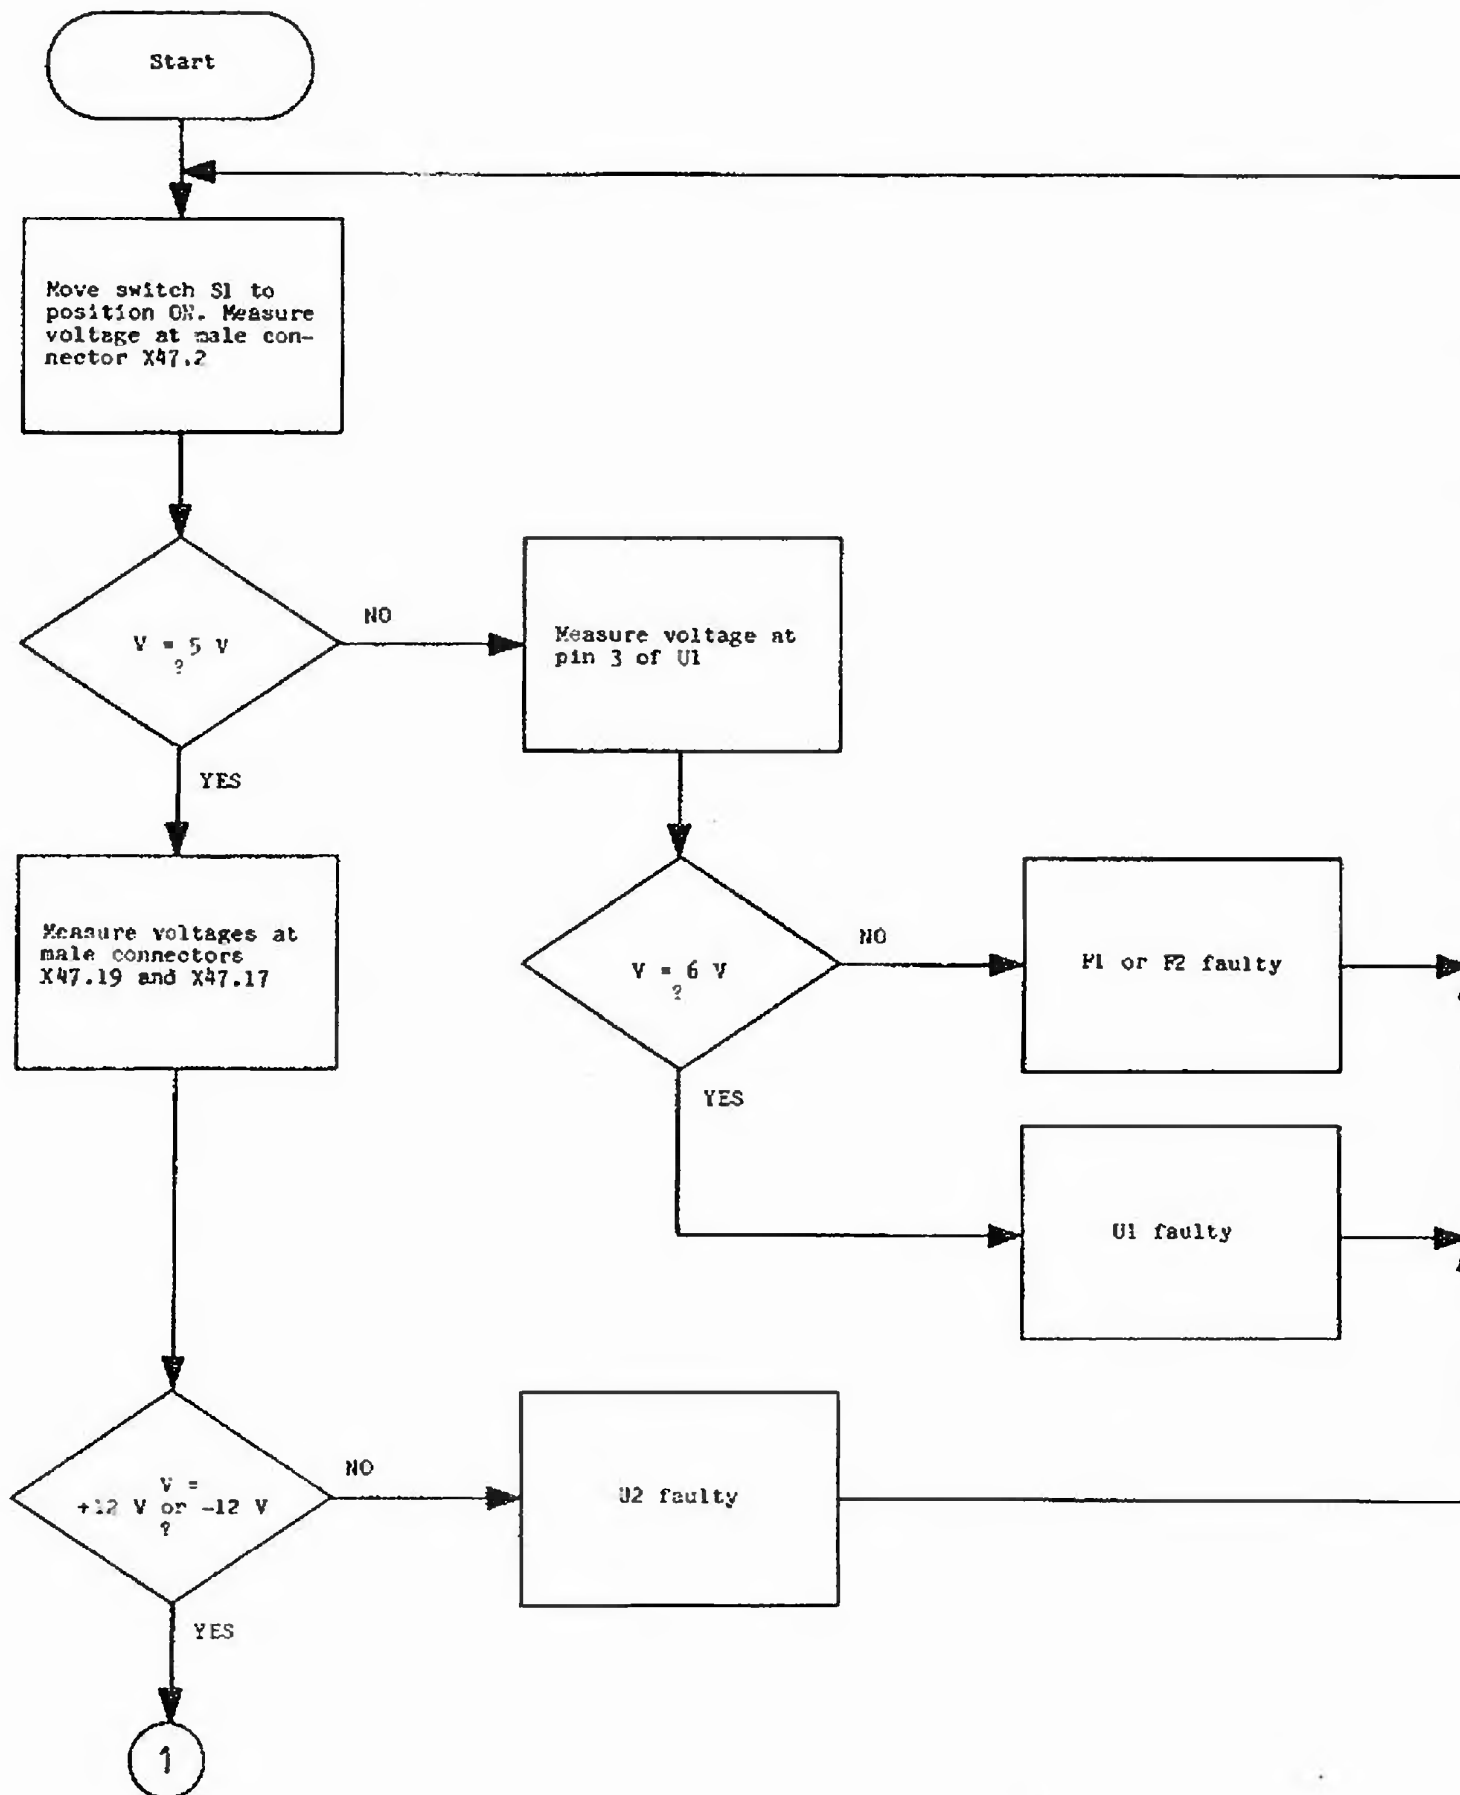 Start
Move switch S1 to
position ON. Measure
voltage at male con-
nector X47.2
V = 5 V
?
NO
YES
Measure voltage at
pin 3 of U1
Measure voltages at
male connectors
X47.19 and X47.17
V = 6 V
?
NO
YES
F1 or F2 faulty
U1 faulty
V =
+12 V or -12 V
?
NO
YES
U2 faulty
1